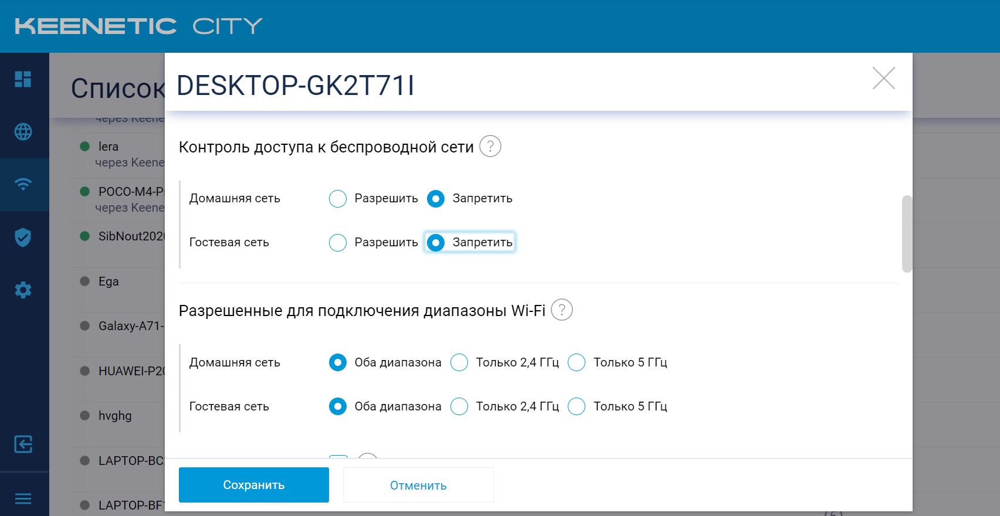 KEENETIC CITY
Список
DESKTOP-GK2T71I
через Keene
lera
через Keene
POCO-M4-P
через Keene
SibNout202
Ega
Galaxy-A71-
HUAWEI-P20
hvghg
LAPTOP-BC
LAPTOP-BF
Контроль доступа к беспроводной сети ?
Домашняя сеть Разрешить Запретить
Гостевая сеть Разрешить Запретить
Разрешенные для подключения диапазоны Wi-Fi ?
Домашняя сеть Оба диапазона Только 2,4 ГГц Только 5 ГГц
Гостевая сеть Оба диапазона Только 2,4 ГГц Только 5 ГГц
Сохранить Отменить